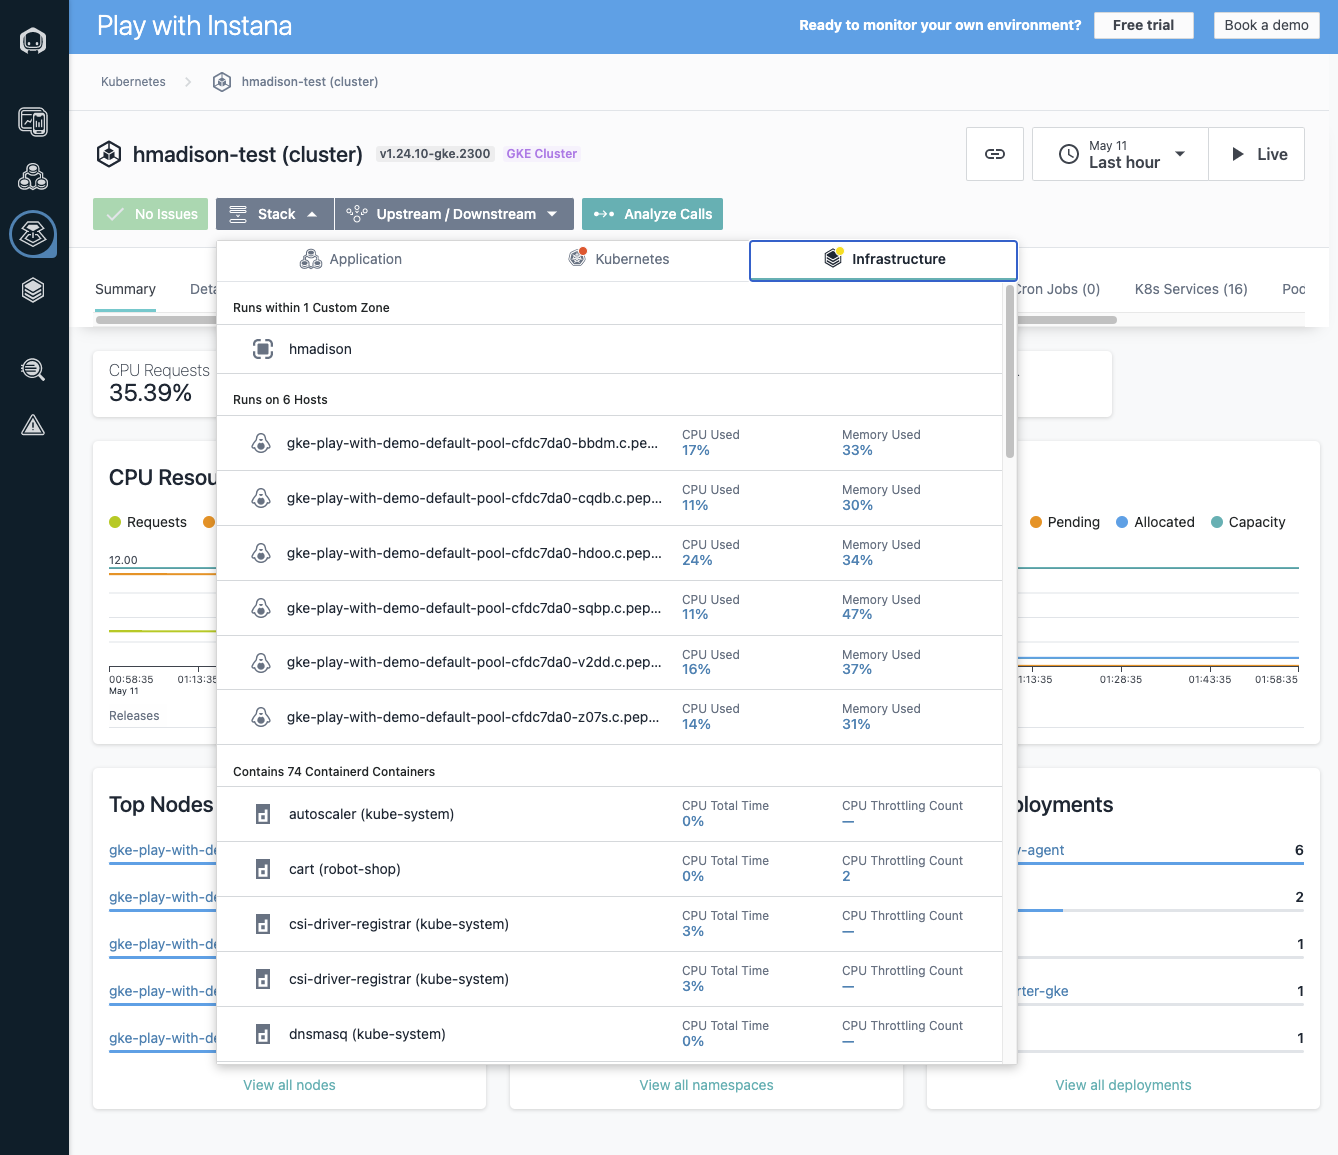 Play with Instana
Ready to monitor your own environment?
Free trial
Book a demo
Kubernetes
hmadison-test (cluster)
hmadison-test (cluster)
v1.24.10-gke.2300
GKE Cluster
May 11
Last hour
Live
No Issues
Stack
Upstream / Downstream
Analyze Calls
Application
Kubernetes
Infrastructure
Summary
Deta
Cron Jobs (0)
K8s Services (16)
Poc
Runs within 1 Custom Zone
hmadison
CPU Requests
35.39%
Runs on 6 Hosts
gke-play-with-demo-default-pool-cfdc7da0-bbdm.c.pe...
CPU Used
17%
Memory Used
33%
gke-play-with-demo-default-pool-cfdc7da0-cqdb.c.pep...
CPU Used
11%
Memory Used
30%
gke-play-with-demo-default-pool-cfdc7da0-hdoo.c.pep...
CPU Used
24%
Memory Used
34%
gke-play-with-demo-default-pool-cfdc7da0-sqbp.c.pep...
CPU Used
11%
Memory Used
47%
gke-play-with-demo-default-pool-cfdc7da0-v2dd.c.pep...
CPU Used
16%
Memory Used
37%
gke-play-with-demo-default-pool-cfdc7da0-z07s.c.pep...
CPU Used
14%
Memory Used
31%
Contains 74 Containerd Containers
autoscaler (kube-system)
CPU Total Time
0%
CPU Throttling Count
—
cart (robot-shop)
CPU Total Time
0%
CPU Throttling Count
2
csi-driver-registrar (kube-system)
CPU Total Time
3%
CPU Throttling Count
—
csi-driver-registrar (kube-system)
CPU Total Time
3%
CPU Throttling Count
—
dnsmasq (kube-system)
CPU Total Time
0%
CPU Throttling Count
—
CPU Resou
Requests
Pending
Allocated
Capacity
12.00
00:58:35
May 11
01:13:35
1:13:35
01:28:35
01:43:35
01:58:35
Releases
Top Nodes
gke-play-with-de
gke-play-with-de
gke-play-with-de
gke-play-with-de
gke-play-with-de
View all nodes
View all namespaces
ployments
y-agent
6
2
1
rter-gke
1
1
View all deployments